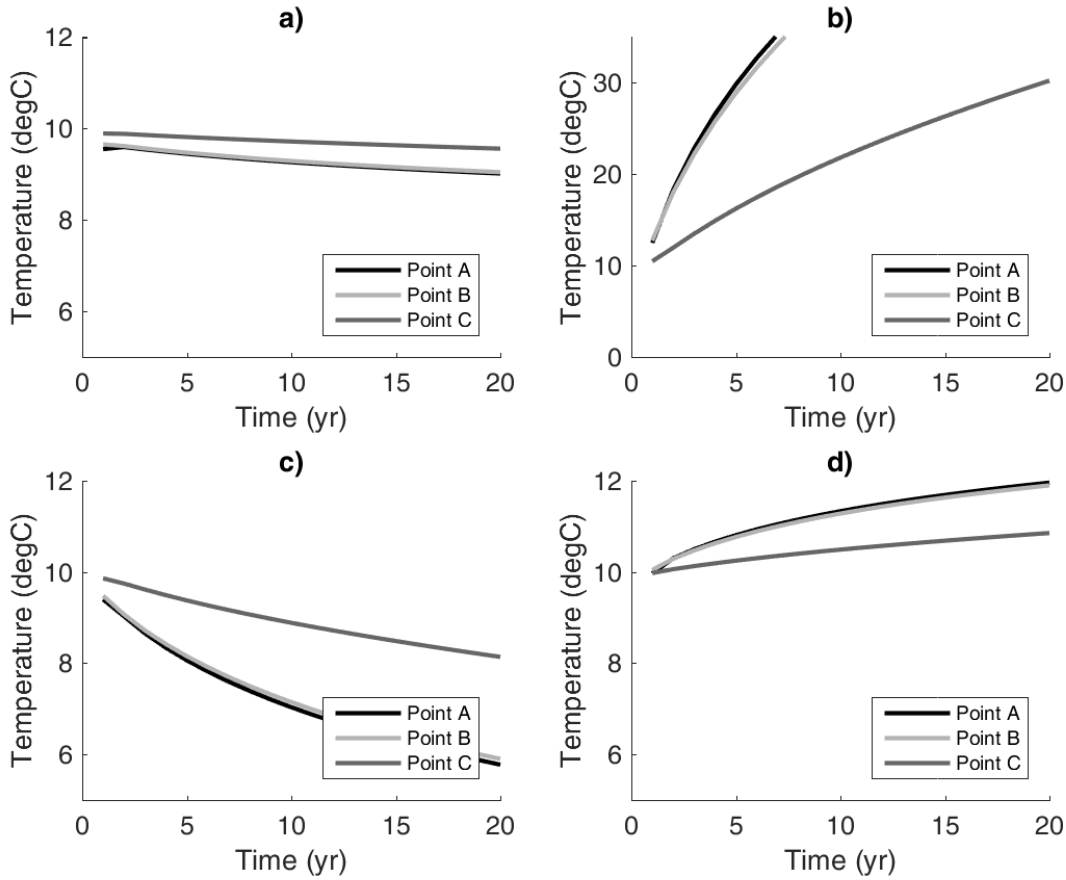 a)
12
10
8
6
Temperature (degC)
Point A
Point B
Point C
0 5 10 15 20
Time (yr)
b)
30
20
10
0
Temperature (degC)
Point A
Point B
Point C
0 5 10 15 20
Time (yr)
c)
12
10
8
6
Temperature (degC)
Point A
Point B
Point C
0 5 10 15 20
Time (yr)
d)
12
10
8
6
Temperature (degC)
Point A
Point B
Point C
0 5 10 15 20
Time (yr)